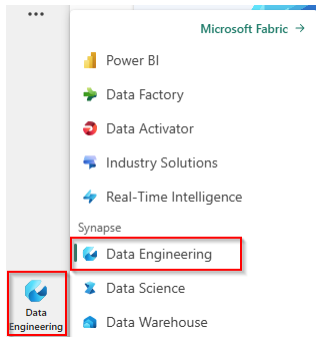 Microsoft Fabric →
Power BI
Data Factory
Data Activator
Industry Solutions
Real-Time Intelligence
Synapse
Data Engineering
Data Science
Data Warehouse
Data
Engineering